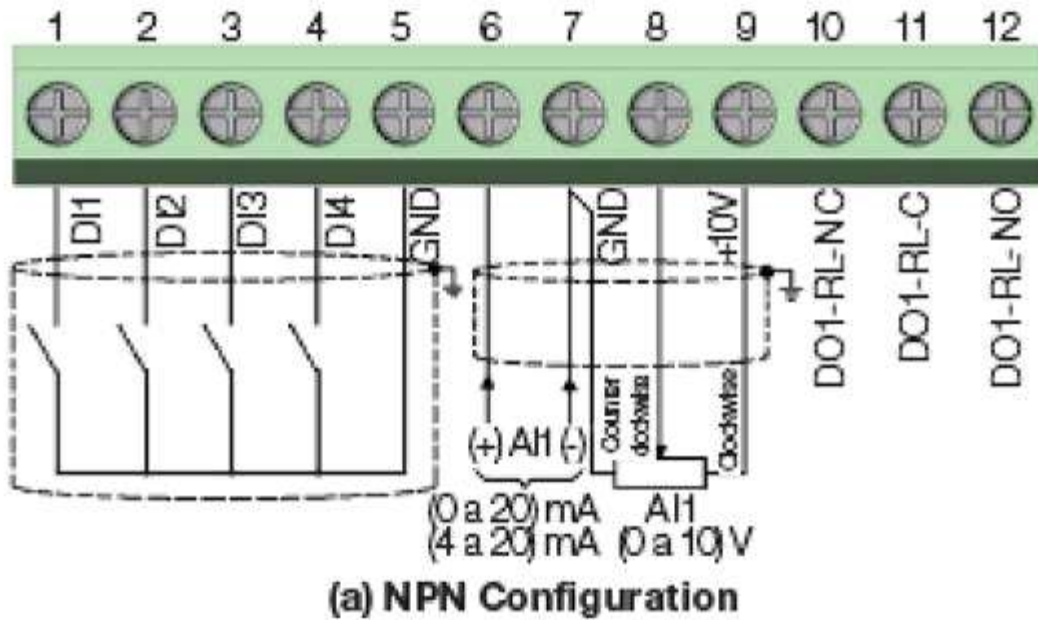 1 2 3 4 5 6 7 8 9 10 11 12
DI1
DI2
DI3
DI4
GND
GND
+10V
DO1-RL-NC
DO1-RL-C
DO1-RL-NO
Counter
clockwise
Clockwise
(+) AI1 (-)
(0 a 20) mA
(4 a 20) mA
AI1
(0 a 10) V
(a) NPN Configuration